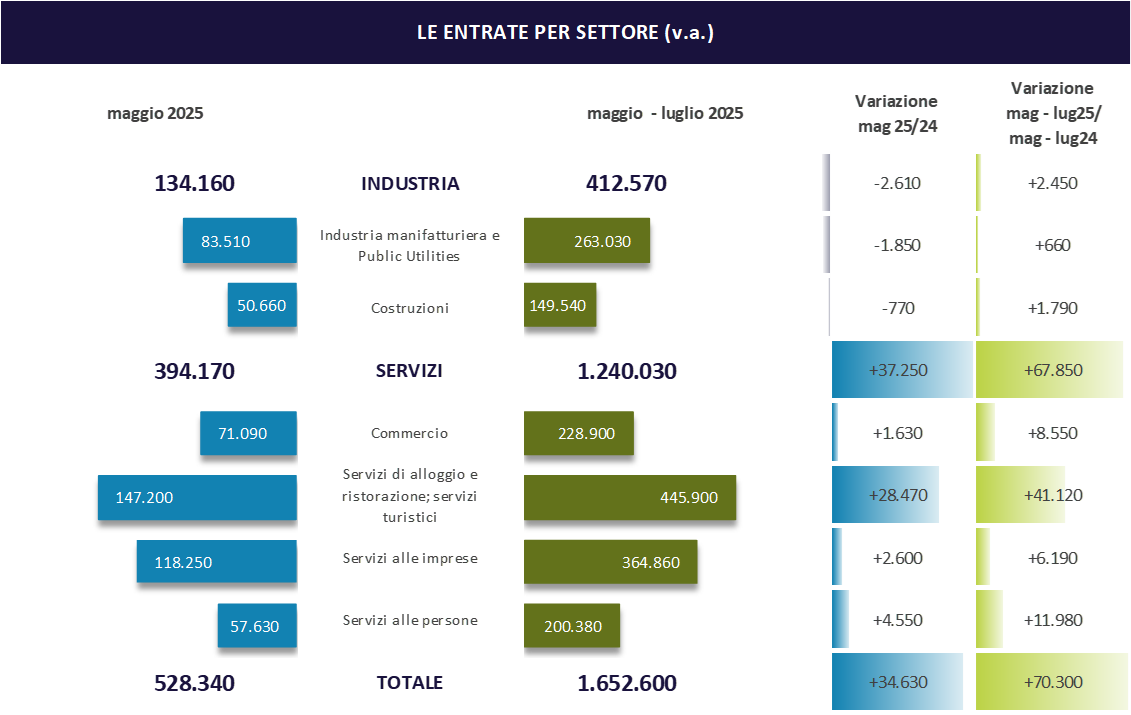 LE ENTRATE PER SETTORE (v.a.)
maggio 2025
maggio - luglio 2025
Variazione
mag 25/24
Variazione
mag - lug25/
mag - lug24
134.160 INDUSTRIA 412.570 -2.610 +2.450
83.510
Industria manifatturiera e
Public Utilities
263.030 -1.850 +660
50.660 Costruzioni 149.540 -770 +1.790
394.170 SERVIZI 1.240.030 +37.250 +67.850
71.090 Commercio 228.900 +1.630 +8.550
147.200
Servizi di alloggio e
ristorazione; servizi
turistici
445.900 +28.470 +41.120
118.250 Servizi alle imprese 364.860 +2.600 +6.190
57.630 Servizi alle persone 200.380 +4.550 +11.980
528.340 TOTALE 1.652.600 +34.630 +70.300